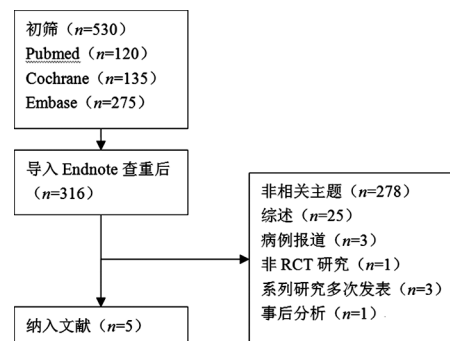 初筛（n=530）
Pubmed（n=120）
Cochrane（n=135）
Embase（n=275）
导入 Endnote 查重后
（n=316）
非相关主题（n=278）
综述（n=25）
病例报道（n=3）
非 RCT 研究（n=1）
系列研究多次发表（n=3）
事后分析（n=1）
纳入文献（n=5）